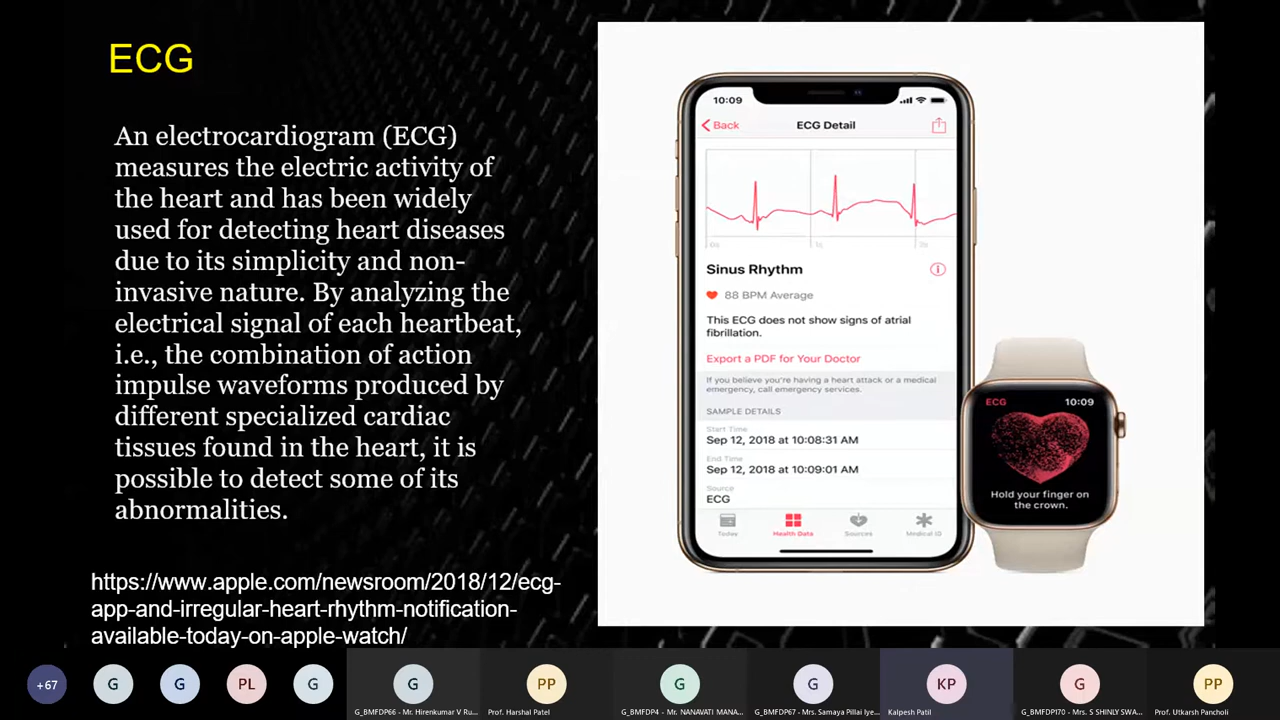 ECG
An electrocardiogram (ECG)
measures the electric activity of
the heart and has been widely
used for detecting heart diseases
due to its simplicity and non-
invasive nature. By analyzing the
electrical signal of each heartbeat,
i.e., the combination of action
impulse waveforms produced by
different specialized cardiac
tissues found in the heart, it is
possible to detect some of its
abnormalities.
https://www.apple.com/newsroom/2018/12/ecg-
app-and-irregular-heart-rhythm-notification-
available-today-on-apple-watch/
10:09
Back
ECG Detail
0s 1s 2s
Sinus Rhythm
88 BPM Average
This ECG does not show signs of atrial
fibrillation.
Export a PDF for Your Doctor
If you believe you're having a heart attack or a medical
emergency, call emergency services.
SAMPLE DETAILS
Start Time
Sep 12, 2018 at 10:08:31 AM
End Time
Sep 12, 2018 at 10:09:01 AM
Source
ECG
Today Health Data Sources Medical ID
ECG 10:09
Hold your finger on
the crown.
+67 G G PL G G PP G G KP G PP
G_BMFDP66 - Mr. Hirenkumar V Ru...
Prof. Harshal Patel
G_BMFDP4 - Mr. NANAVATI MANA...
G_BMFDP67 - Mrs. Samaya Pillai Iye...
Kalpesh Patil
G_BMFDP170 - Mrs. S SHINLY SWA...
Prof. Utkarsh Pancholi